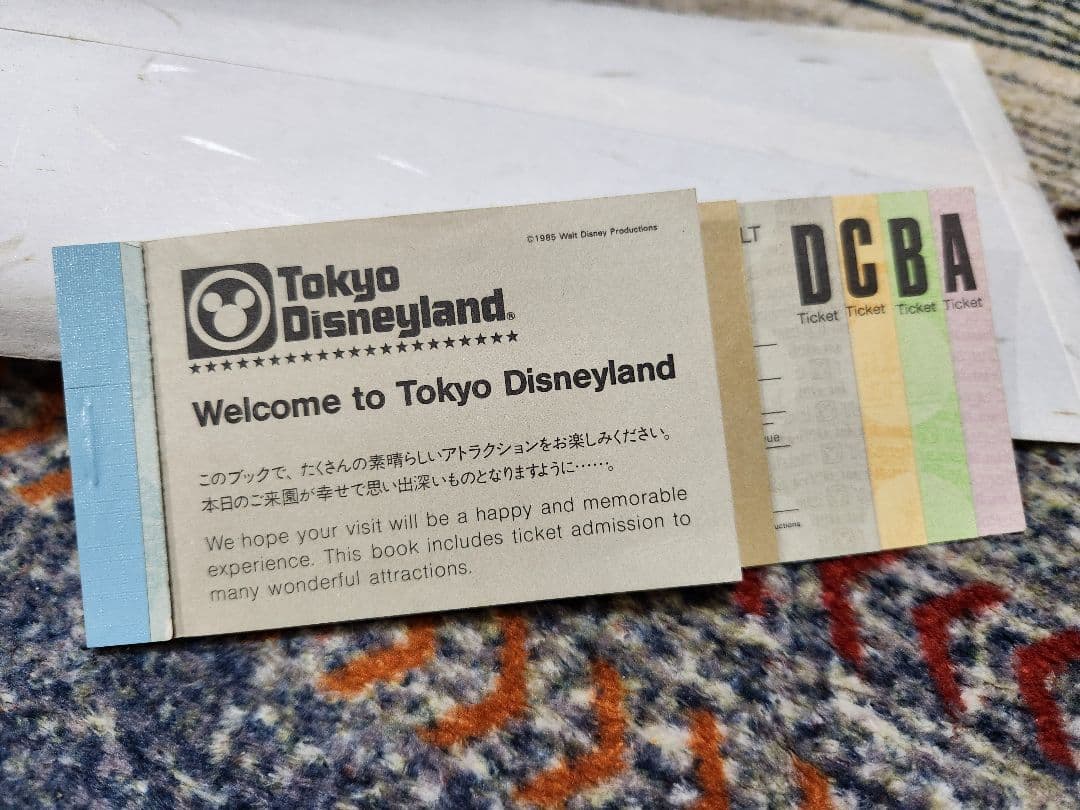 ©1985 Walt Disney Productions
Tokyo
Disneyland®
★★★★★★★★★★★★★★★★★★★★
Welcome to Tokyo Disneyland
このブックで、たくさんの素晴らしいアトラクションをお楽しみください。
本日のご来園が幸せで思い出深いものとなりますように……。
We hope your visit will be a happy and memorable
experience. This book includes ticket admission to
many wonderful attractions.
LT
D C B A
Ticket Ticket Ticket Ticket
ue
uctions